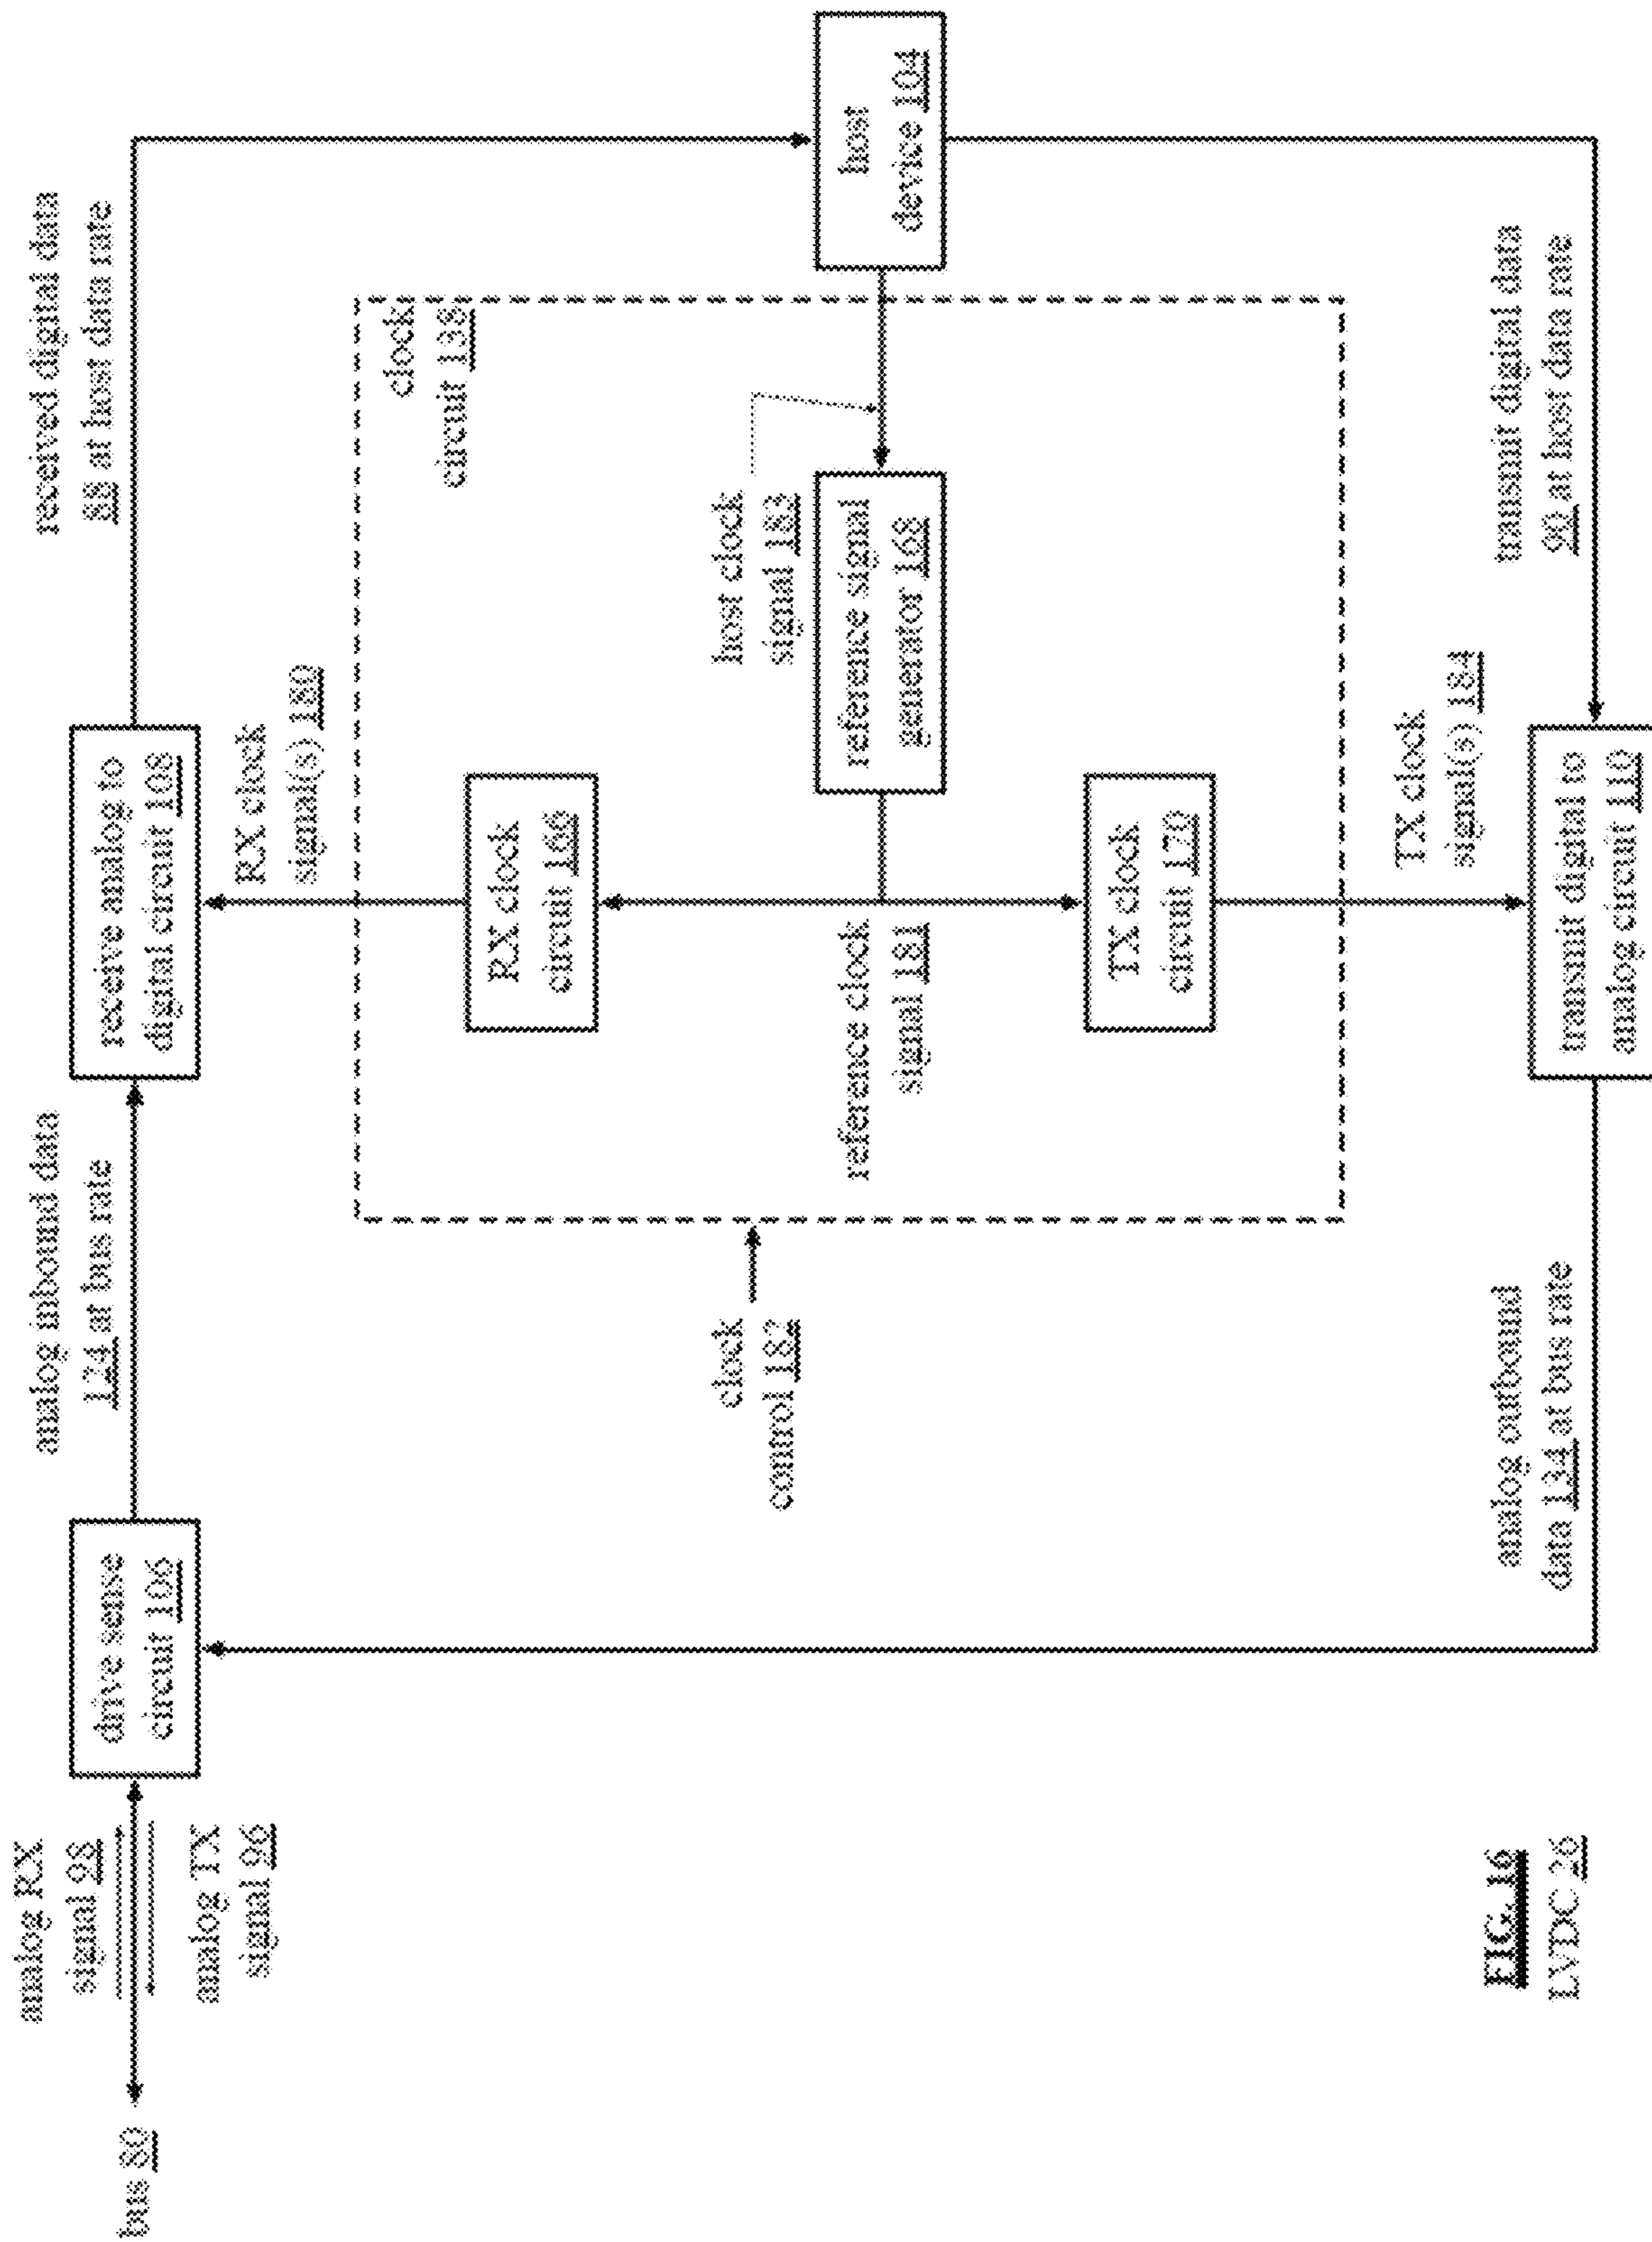 analog RX
signal 98
bus 80
analog TX
signal 96
drive sense
circuit 106
analog inbound data
124 at bus rate
receive analog to
digital circuit 108
received digital data
88 at host data rate
RX clock
signal(s) 180
clock
circuit 138
RX clock
circuit 166
clock
control 182
host clock
signal 183
reference clock
signal 181
reference signal
generator 168
host
device 104
TX clock
circuit 170
TX clock
signal(s) 184
analog outbound
data 134 at bus rate
transmit digital to
analog circuit 110
transmit digital data
90 at host data rate
FIG. 16
LVDC 26